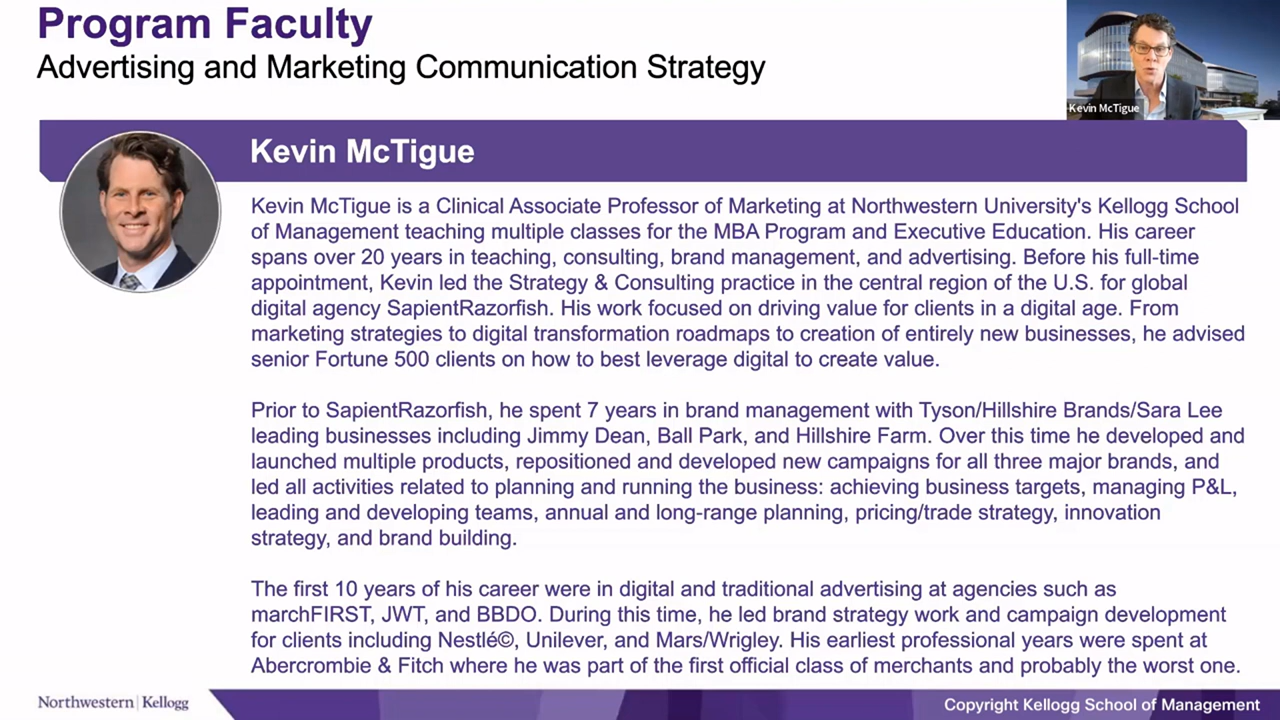 Program Faculty
Advertising and Marketing Communication Strategy
Kevin McTigue
Kevin McTigue
Kevin McTigue is a Clinical Associate Professor of Marketing at Northwestern University's Kellogg School
of Management teaching multiple classes for the MBA Program and Executive Education. His career
spans over 20 years in teaching, consulting, brand management, and advertising. Before his full-time
appointment, Kevin led the Strategy & Consulting practice in the central region of the U.S. for global
digital agency SapientRazorfish. His work focused on driving value for clients in a digital age. From
marketing strategies to digital transformation roadmaps to creation of entirely new businesses, he advised
senior Fortune 500 clients on how to best leverage digital to create value.
Prior to SapientRazorfish, he spent 7 years in brand management with Tyson/Hillshire Brands/Sara Lee
leading businesses including Jimmy Dean, Ball Park, and Hillshire Farm. Over this time he developed and
launched multiple products, repositioned and developed new campaigns for all three major brands, and
led all activities related to planning and running the business: achieving business targets, managing P&L,
leading and developing teams, annual and long-range planning, pricing/trade strategy, innovation
strategy, and brand building.
The first 10 years of his career were in digital and traditional advertising at agencies such as
marchFIRST, JWT, and BBDO. During this time, he led brand strategy work and campaign development
for clients including Nestlé©, Unilever, and Mars/Wrigley. His earliest professional years were spent at
Abercrombie & Fitch where he was part of the first official class of merchants and probably the worst one.
Northwestern | Kellogg
Copyright Kellogg School of Management